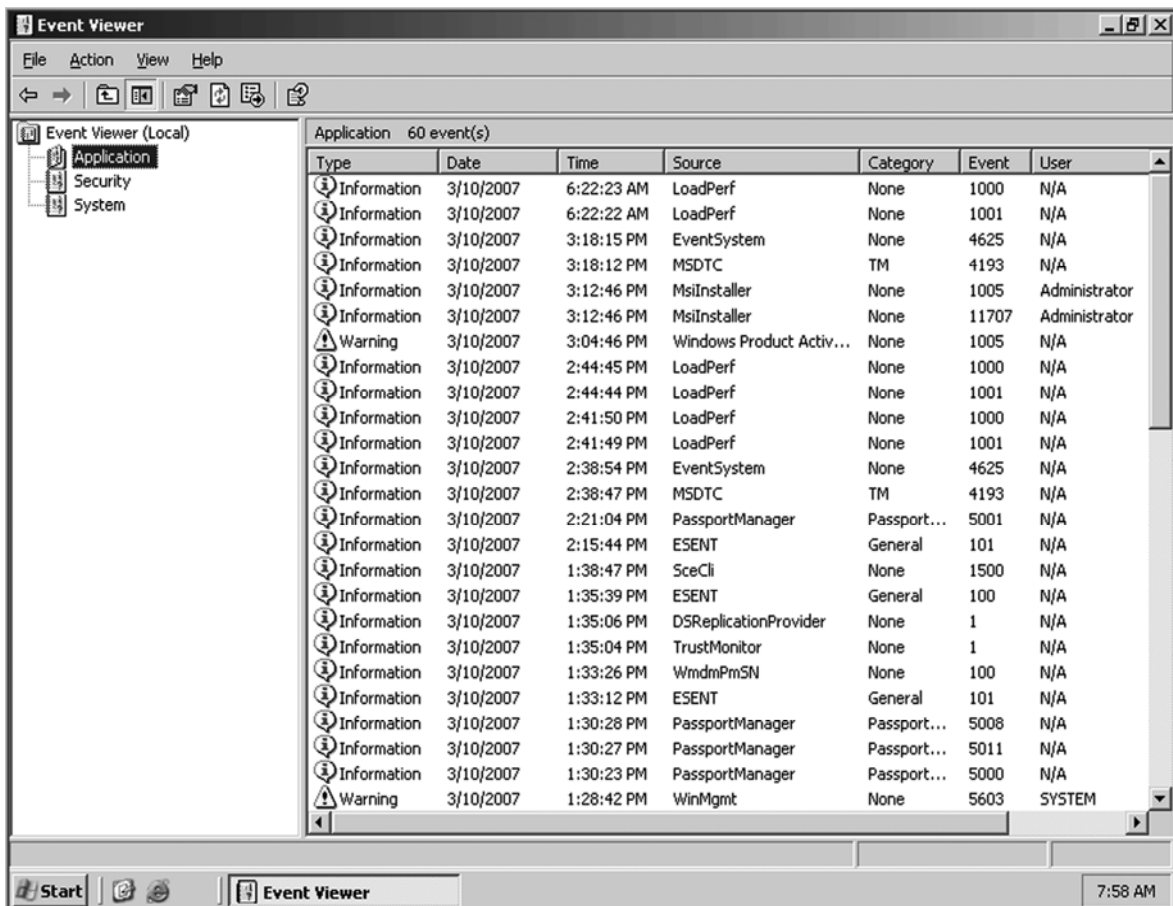 Event Viewer
File Action View Help
Event Viewer (Local)
Application
Security
System
Application 60 event(s)
Type Date Time Source Category Event User
Information 3/10/2007 6:22:23 AM LoadPerf None 1000 N/A
Information 3/10/2007 6:22:22 AM LoadPerf None 1001 N/A
Information 3/10/2007 3:18:15 PM EventSystem None 4625 N/A
Information 3/10/2007 3:18:12 PM MSDTC TM 4193 N/A
Information 3/10/2007 3:12:46 PM MsiInstaller None 1005 Administrator
Information 3/10/2007 3:12:46 PM MsiInstaller None 11707 Administrator
Warning 3/10/2007 3:04:46 PM Windows Product Activ... None 1005 N/A
Information 3/10/2007 2:44:45 PM LoadPerf None 1000 N/A
Information 3/10/2007 2:44:44 PM LoadPerf None 1001 N/A
Information 3/10/2007 2:41:50 PM LoadPerf None 1000 N/A
Information 3/10/2007 2:41:49 PM LoadPerf None 1001 N/A
Information 3/10/2007 2:38:54 PM EventSystem None 4625 N/A
Information 3/10/2007 2:38:47 PM MSDTC TM 4193 N/A
Information 3/10/2007 2:21:04 PM PassportManager Passport... 5001 N/A
Information 3/10/2007 2:15:44 PM ESENT General 101 N/A
Information 3/10/2007 1:38:47 PM SceCli None 1500 N/A
Information 3/10/2007 1:35:39 PM ESENT General 100 N/A
Information 3/10/2007 1:35:06 PM DSReplicationProvider None 1 N/A
Information 3/10/2007 1:35:04 PM TrustMonitor None 1 N/A
Information 3/10/2007 1:33:26 PM WmdmPmSN None 100 N/A
Information 3/10/2007 1:33:12 PM ESENT General 101 N/A
Information 3/10/2007 1:30:28 PM PassportManager Passport... 5008 N/A
Information 3/10/2007 1:30:27 PM PassportManager Passport... 5011 N/A
Information 3/10/2007 1:30:23 PM PassportManager Passport... 5000 N/A
Warning 3/10/2007 1:28:42 PM WinMgmt None 5603 SYSTEM
Start Event Viewer 7:58 AM